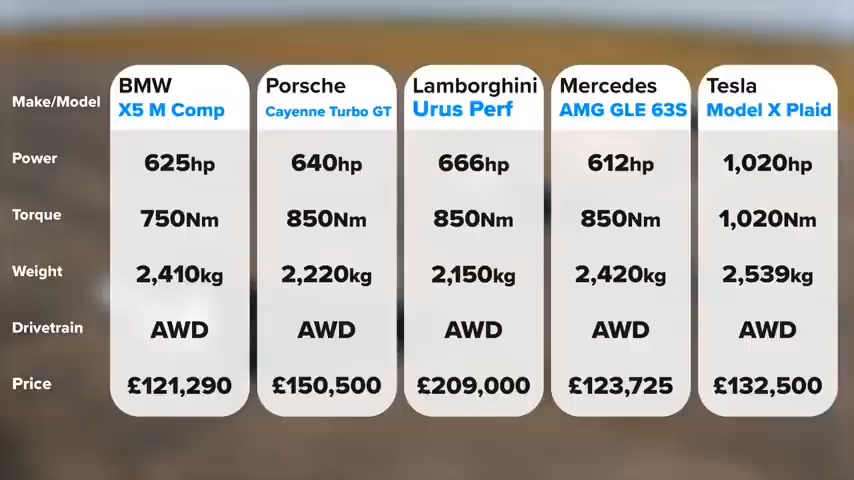 Make/Model
BMW
X5 M Comp
Porsche
Cayenne Turbo GT
Lamborghini
Urus Perf
Mercedes
AMG GLE 63S
Tesla
Model X Plaid
Power 625hp 640hp 666hp 612hp 1,020hp
Torque 750Nm 850Nm 850Nm 850Nm 1,020Nm
Weight 2,410kg 2,220kg 2,150kg 2,420kg 2,539kg
Drivetrain AWD AWD AWD AWD AWD
Price £121,290 £150,500 £209,000 £123,725 £132,500